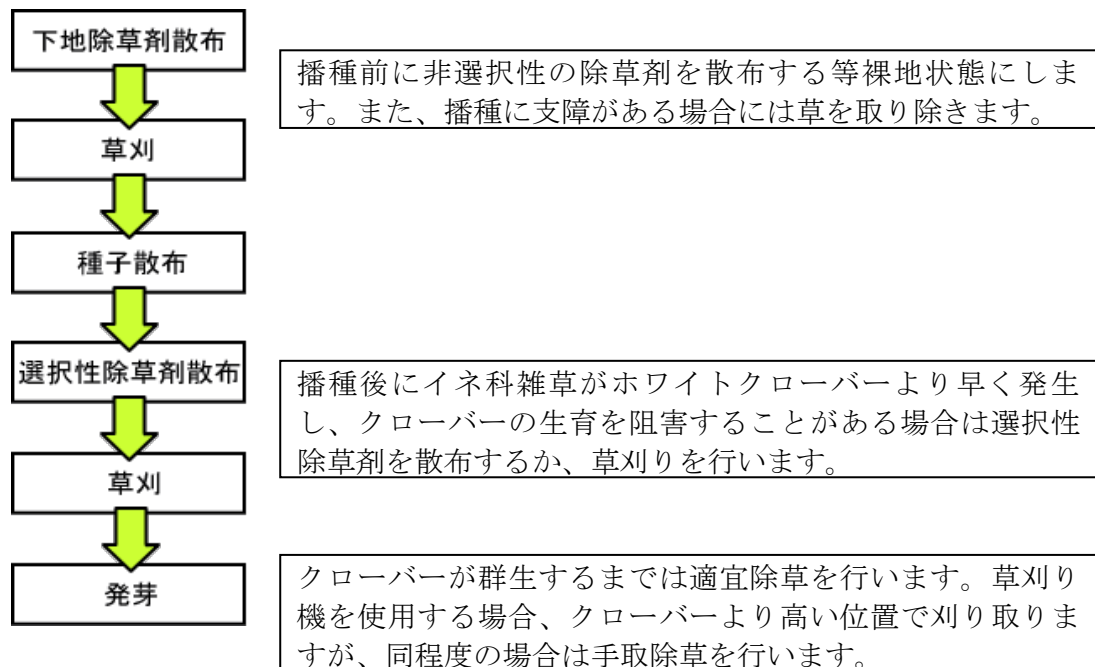 下地除草剤散布
播種前に非選択性の除草剤を散布する等裸地状態にしま
す。また、播種に支障がある場合には草を取り除きます。
草刈
種子散布
選択性除草剤散布
播種後にイネ科雑草がホワイトクローバーより早く発生
し、クローバーの生育を阻害することがある場合は選択性
除草剤を散布するか、草刈りを行います。
草刈
発芽
クローバーが群生するまでは適宜除草を行います。草刈り
機を使用する場合、クローバーより高い位置で刈り取りま
すが、同程度の場合は手取除草を行います。